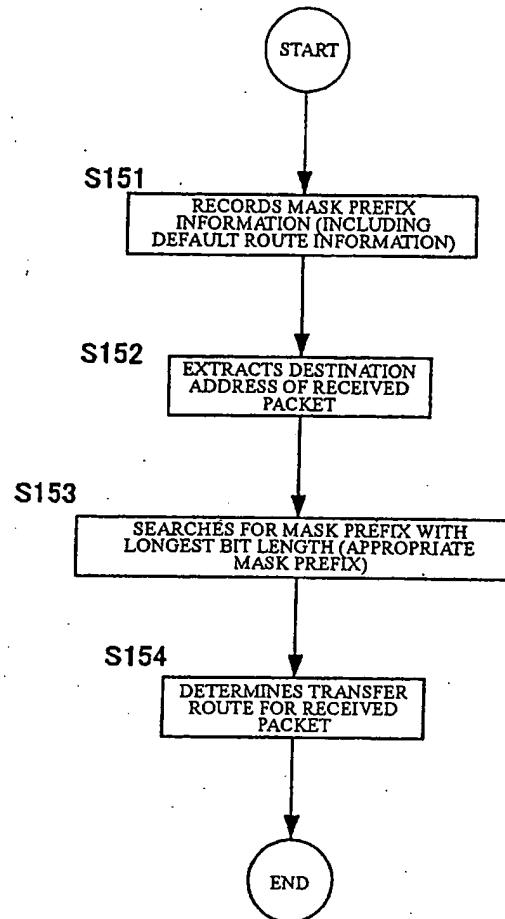 START
S151
RECORDS MASK PREFIX
INFORMATION (INCLUDING
DEFAULT ROUTE INFORMATION)
S152
EXTRACTS DESTINATION
ADDRESS OF RECEIVED
PACKET
S153
SEARCHES FOR MASK PREFIX WITH
LONGEST BIT LENGTH (APPROPRIATE
MASK PREFIX)
S154
DETERMINES TRANSFER
ROUTE FOR RECEIVED
PACKET
END